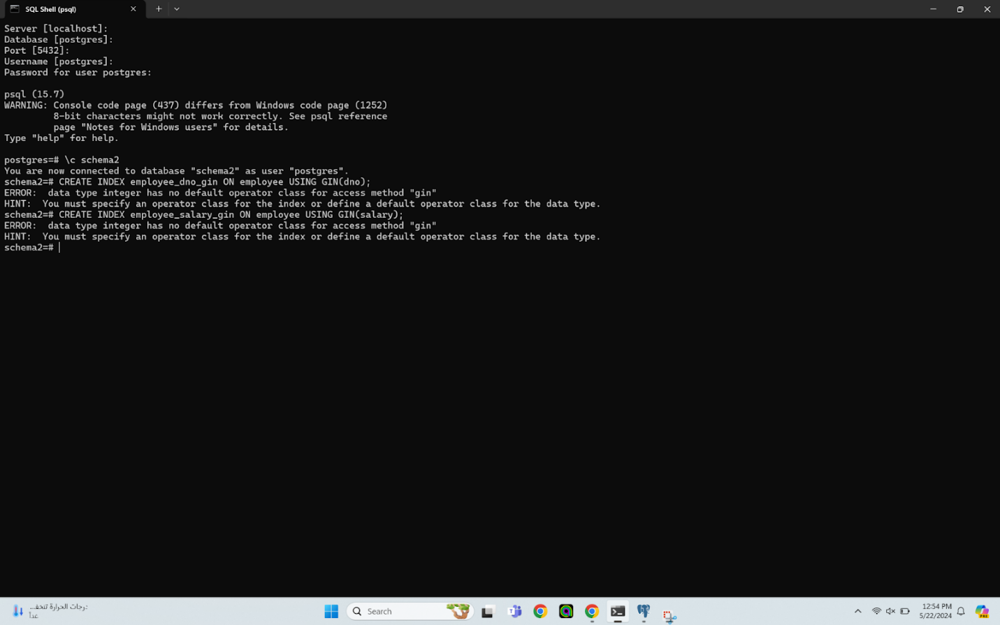 SQL Shell (psql)
Server [localhost]:
Database [postgres]:
Port [5432]:
Username [postgres]:
Password for user postgres:
psql (15.7)
WARNING: Console code page (437) differs from Windows code page (1252)
8-bit characters might not work correctly. See psql reference
page "Notes for Windows users" for details.
Type "help" for help.
postgres=# \c schema2
You are now connected to database "schema2" as user "postgres".
schema2=# CREATE INDEX employee_dno_gin ON employee USING GIN(dno);
ERROR:  data type integer has no default operator class for access method "gin"
HINT:  You must specify an operator class for the index or define a default operator class for the data type.
schema2=# CREATE INDEX employee_salary_gin ON employee USING GIN(salary);
ERROR:  data type integer has no default operator class for access method "gin"
HINT:  You must specify an operator class for the index or define a default operator class for the data type.
schema2=#
درجات الحرارة تنخف...
غداً
Search
12:54 PM
5/22/2024